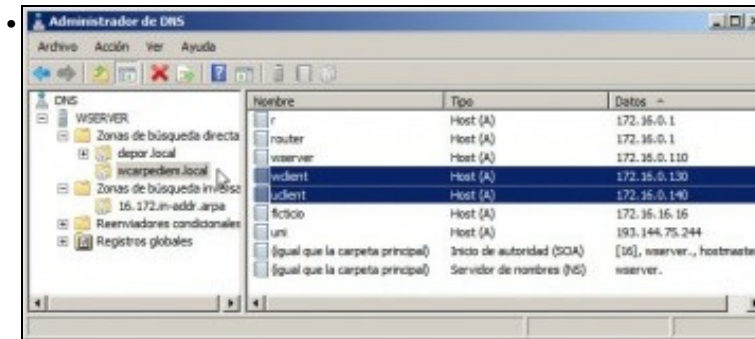 Administrador de DNS
Archivo Acción Ver Ayuda
DNS
WSERVER
Zonas de búsqueda directa
depor.local
wcarpediem.local
Zonas de búsqueda inversa
16.172.in-addr.arpa
Reenviadores condicionales
Registros globales
Nombre Tipo Datos
r Host (A) 172.16.0.1
router Host (A) 172.16.0.1
wserver Host (A) 172.16.0.110
wclient Host (A) 172.16.0.130
uclient Host (A) 172.16.0.140
ficticio Host (A) 172.16.16.16
uni Host (A) 193.144.75.244
(igual que la carpeta principal) Inicio de autoridad (SOA) [16], wserver., hostmaster
(igual que la carpeta principal) Servidor de nombres (NS) wserver.